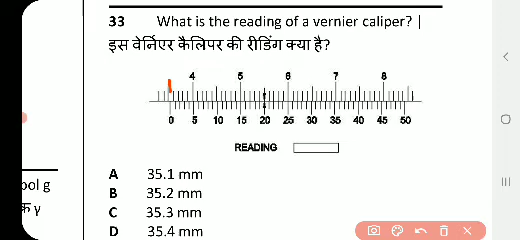 33 What is the reading of a vernier caliper? |
इस वेर्नियर कैलिपर की रीडिंग क्या है?
4 5 6 7 8
0 5 10 15 20 25 30 35 40 45 50
READING
A 35.1 mm
B 35.2 mm
C 35.3 mm
D 35.4 mm